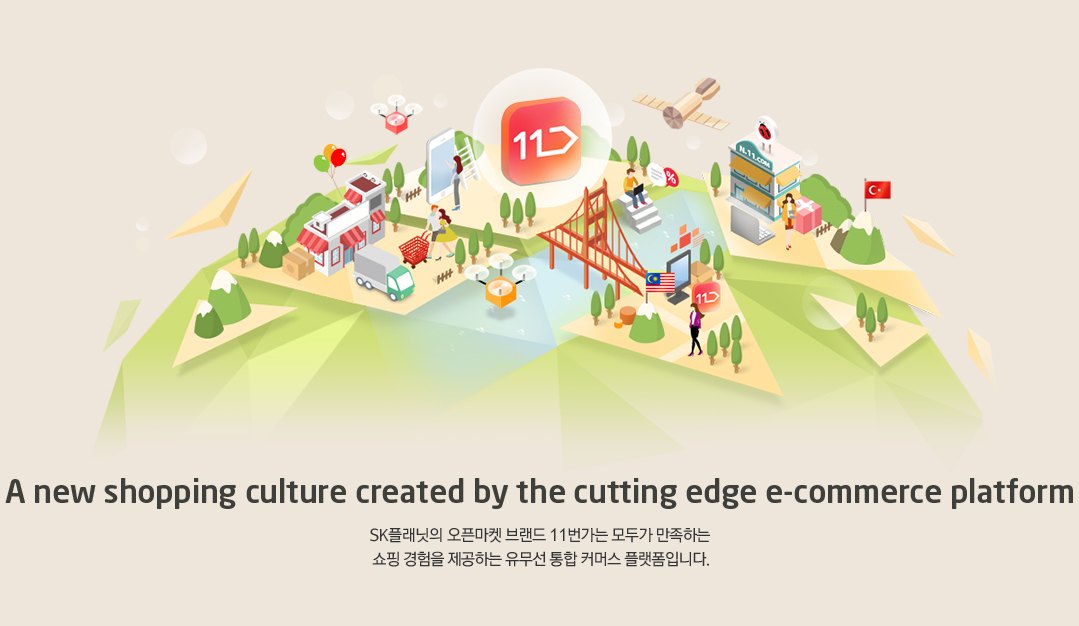 11
N.11.COM
%
11
A new shopping culture created by the cutting edge e-commerce platform
SK플래닛의 오픈마켓 브랜드 11번가는 모두가 만족하는
쇼핑 경험을 제공하는 유무선 통합 커머스 플랫폼입니다.